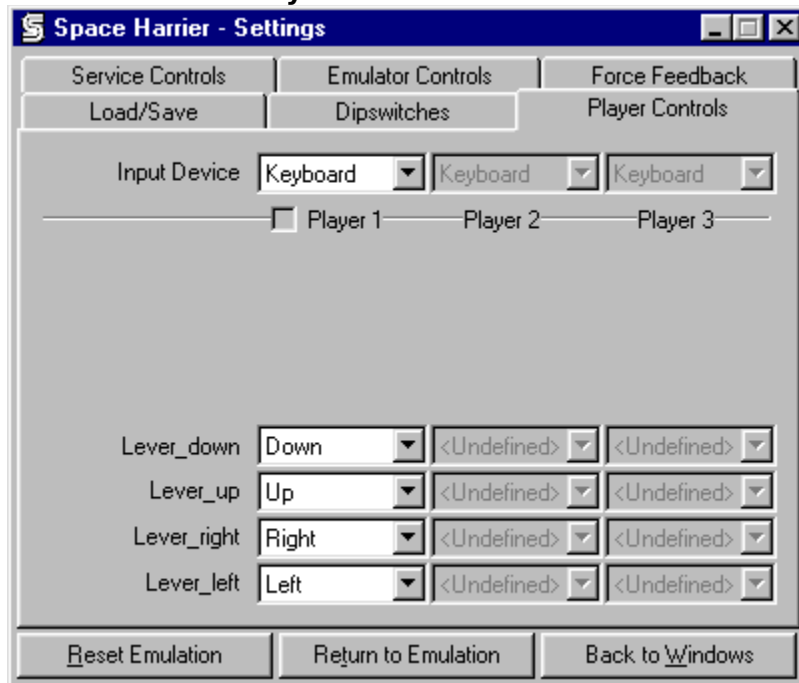 Space Harrier - Settings
Service Controls Emulator Controls Force Feedback
Load/Save Dipswitches Player Controls
Input Device Keyboard Keyboard Keyboard
Player 1 Player 2 Player 3
Lever_down Down <Undefined> <Undefined>
Lever_up Up <Undefined> <Undefined>
Lever_right Right <Undefined> <Undefined>
Lever_left Left <Undefined> <Undefined>
Reset Emulation Return to Emulation Back to Windows